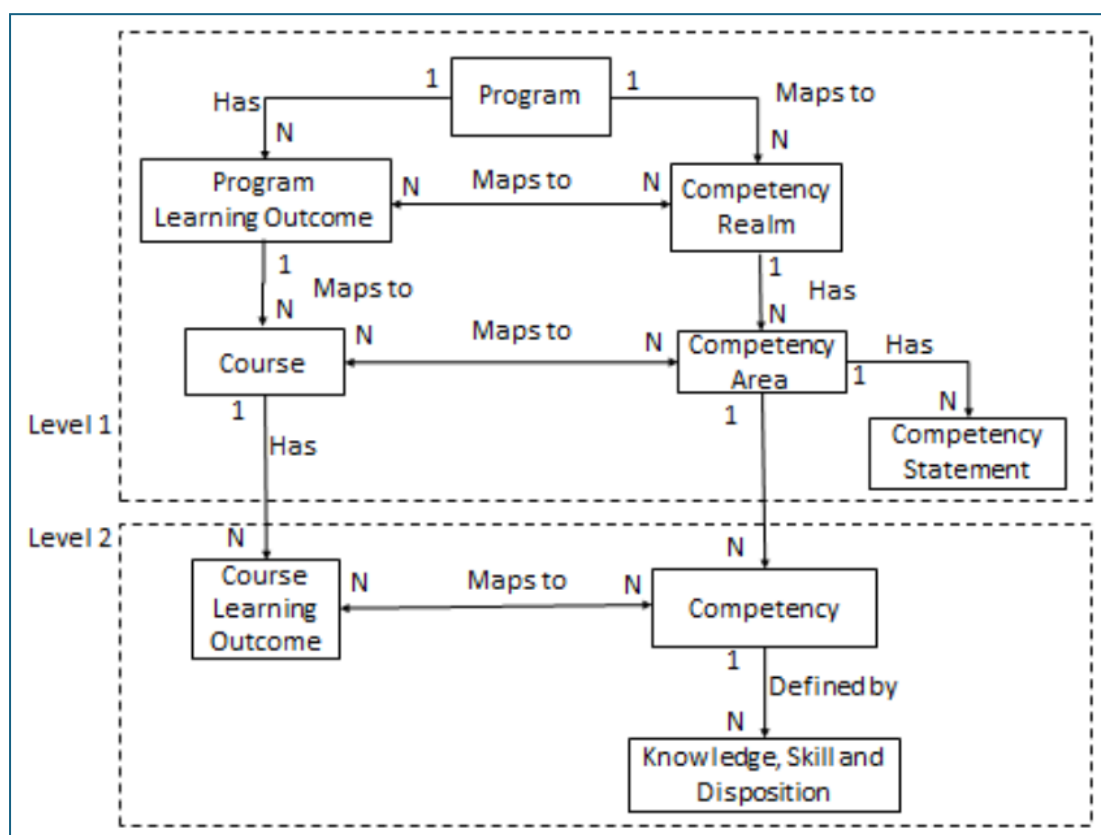 1
Program
1
Has
Maps to
N
N
Program
Learning Outcome
N
Maps to
N
Competency
Realm
1
Maps to
N
1
Has
N
Course
N
Maps to
N
Competency
Area
Has
1
N
1
Has
1
Level 1
Competency
Statement
Level 2
N
N
Course
Learning
Outcome
N
Maps to
N
Competency
1
Defined by
N
Knowledge, Skill and
Disposition